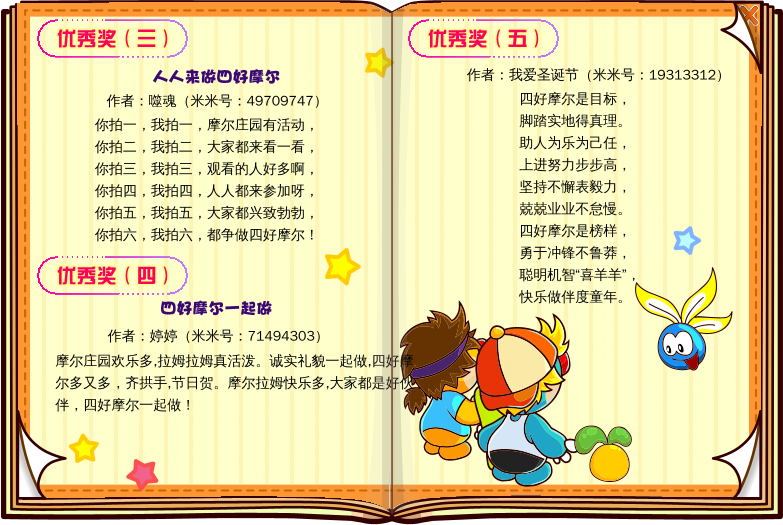 优秀奖（三）
人人来做四好摩尔
作者：噬魂（米米号：49709747）
你拍一，我拍一，摩尔庄园有活动，
你拍二，我拍二，大家都来看一看，
你拍三，我拍三，观看的人好多啊，
你拍四，我拍四，人人都来参加呀，
你拍五，我拍五，大家都兴致勃勃，
你拍六，我拍六，都争做四好摩尔！
优秀奖（四）
四好摩尔一起做
作者：婷婷（米米号：71494303）
摩尔庄园欢乐多,拉姆拉姆真活泼。诚实礼貌一起做,四好摩
尔多又多，齐拱手,节日贺。摩尔拉姆快乐多,大家都是好伙
伴，四好摩尔一起做！
优秀奖（五）
作者：我爱圣诞节（米米号：19313312）
四好摩尔是目标，
脚踏实地得真理。
助人为乐为己任，
上进努力步步高，
坚持不懈表毅力，
兢兢业业不怠慢。
四好摩尔是榜样，
勇于冲锋不鲁莽，
聪明机智“喜羊羊”，
快乐做伴度童年。